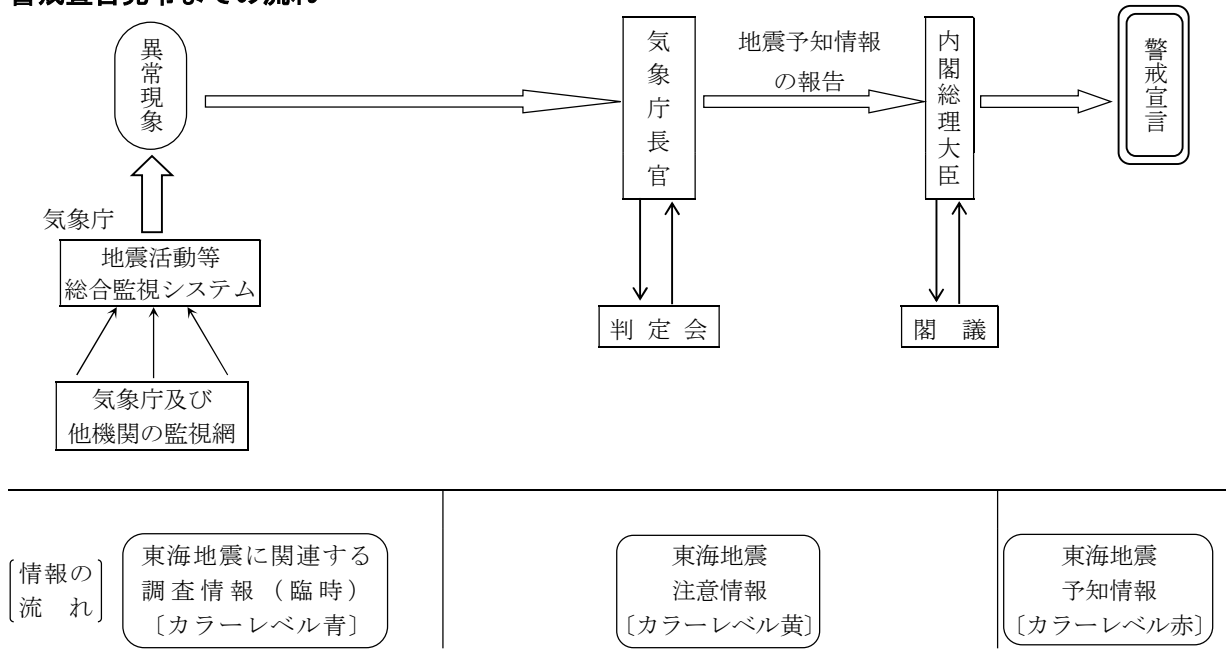 異常現象
気象庁長官
地震予知情報
の報告
内閣総理大臣
警戒宣言
気象庁
地震活動等
総合監視システム
判定会
閣議
気象庁及び
他機関の監視網
情報の
流れ
東海地震に関連する
調査情報（臨時）
〔カラーレベル青〕
東海地震
注意情報
〔カラーレベル黄〕
東海地震
予知情報
〔カラーレベル赤〕